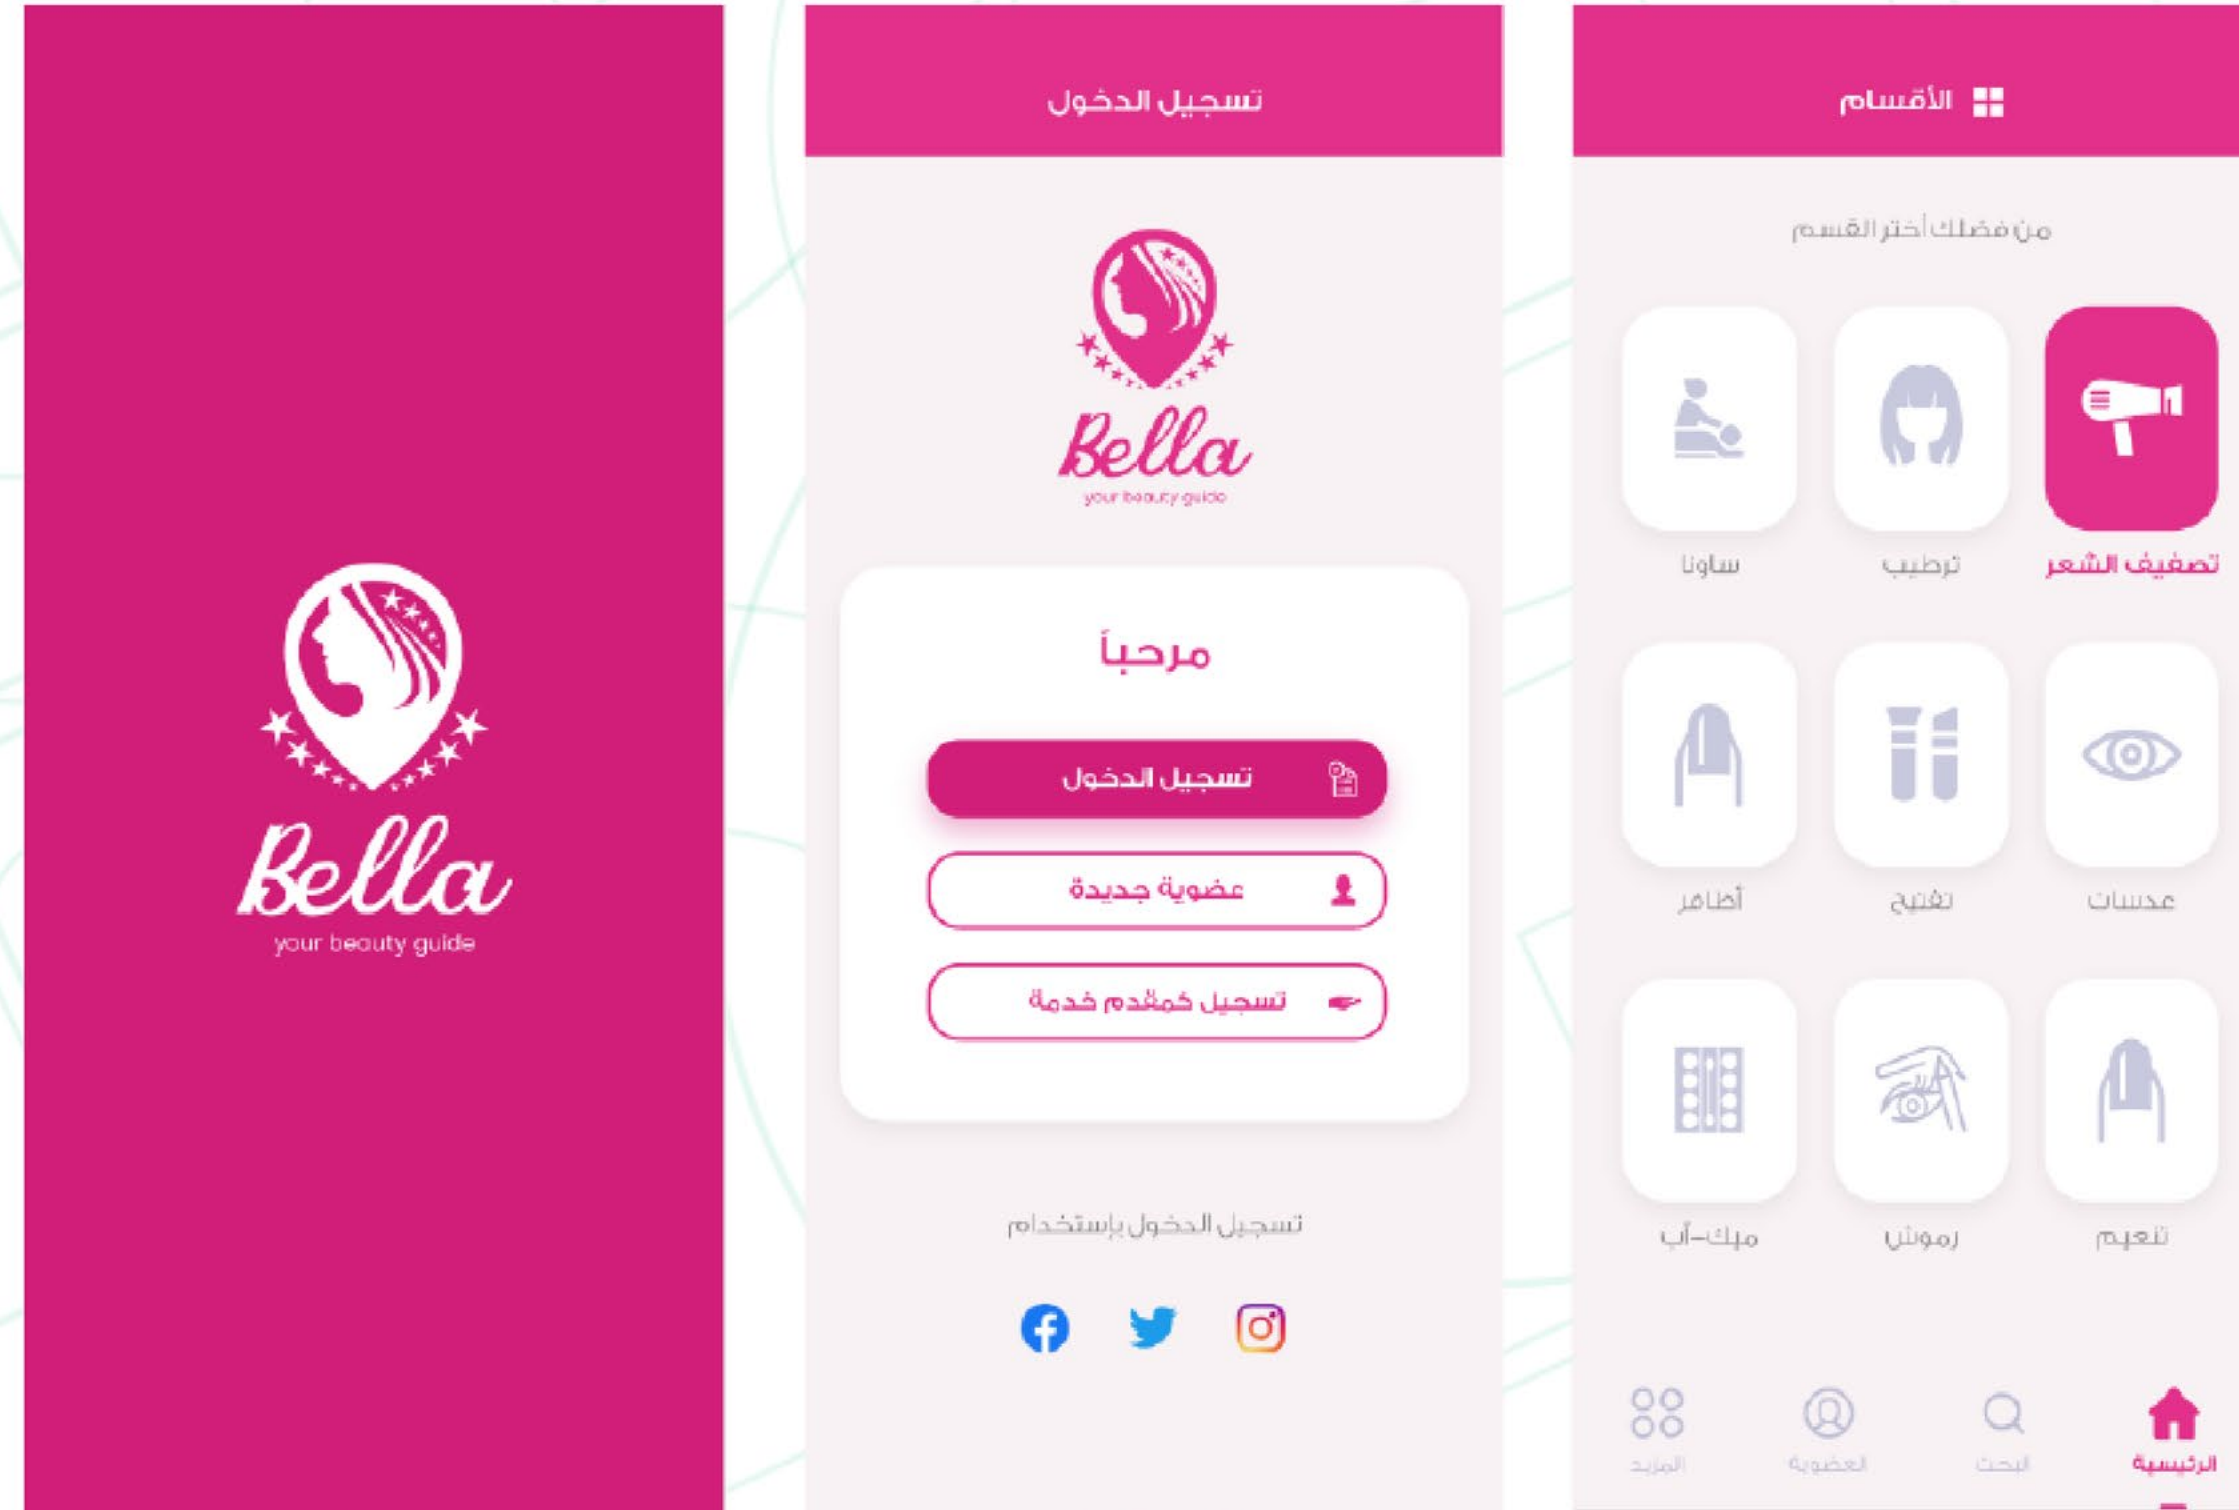 Bella
your beauty guide
تسجيل الدخول
Bella
your beauty guide
مرحباً
تسجيل الدخول
عضوية جديدة
تسجيل كمقدم خدمة
تسجيل الدخول بإستخدام
الأقسام
من فضلك أختر القسم
تصفيف الشعر
ترطيب
ساونا
عدسات
تفتيح
أظافر
تنعيم
رموش
ميك-آب
الرئيسية
البحث
العضوية
المزيد